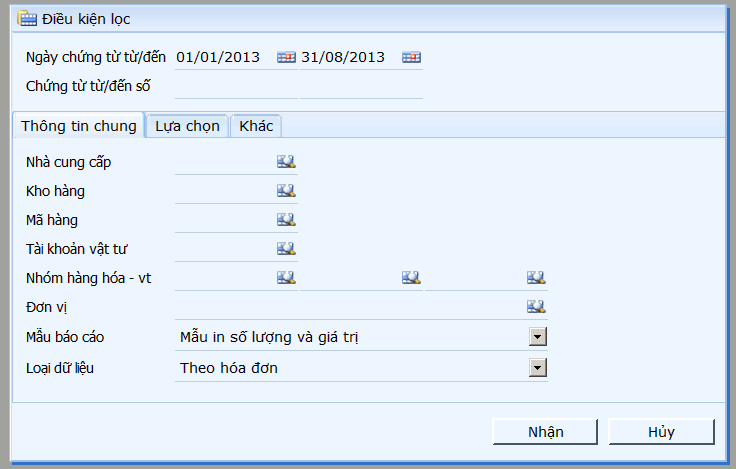 Điều kiện lọc
Ngày chứng từ từ/đến 01/01/2013 31/08/2013
Chứng từ từ/đến số
Thông tin chung Lựa chọn Khác
Nhà cung cấp
Kho hàng
Mã hàng
Tài khoản vật tư
Nhóm hàng hóa - vt
Đơn vị
Mẫu báo cáo Mẫu in số lượng và giá trị
Loại dữ liệu Theo hóa đơn
Nhận Hủy